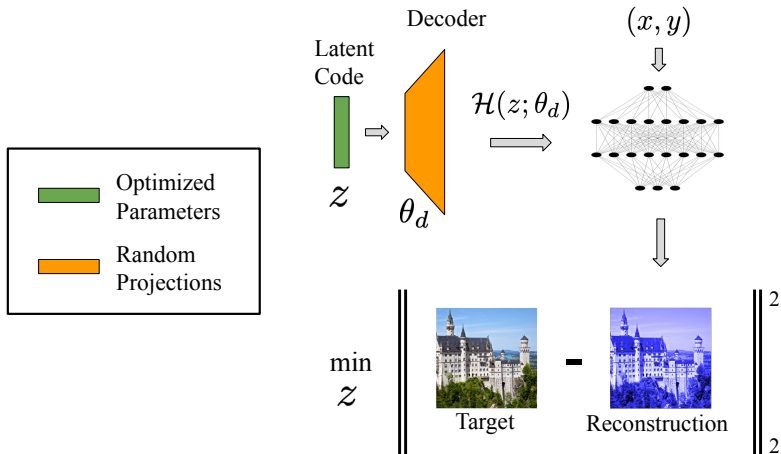 Decoder
(x, y)
Latent
Code
H(z; θ_d)
z
θ_d
Optimized
Parameters
Random
Projections
min
z
2
2
Target
-
Reconstruction